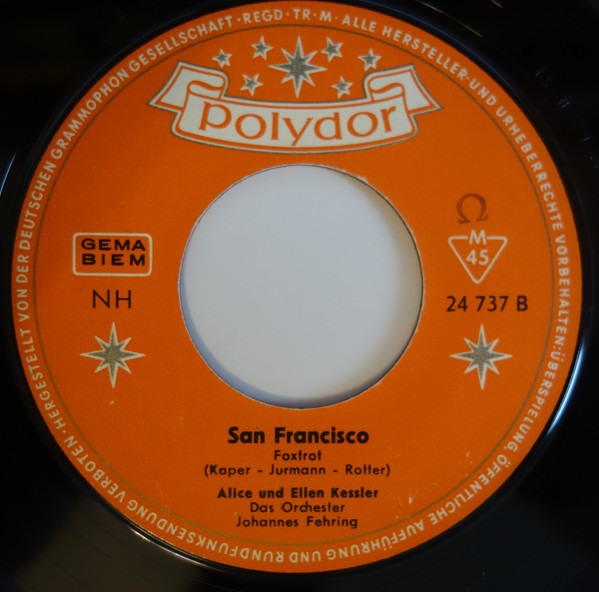 HERGESTELLT VON DER DEUTSCHEN GRAMMOPHON GESELLSCHAFT · REGD · TR · M · ALLE HERSTELLER- UND URHEBERRECHTE VORBEHALTEN: ÜBERSPIELUNG, ÖFFENTLICHE AUFFÜHRUNG UND RUNDFUNKSENDUNG VERBOTEN ·
polydor
Ω
GEMA
BIEM
M
45
NH
24 737 B
San Francisco
Foxtrot
(Kaper - Jurmann - Rotter)
Alice und Ellen Kessler
Das Orchester
Johannes Fehring